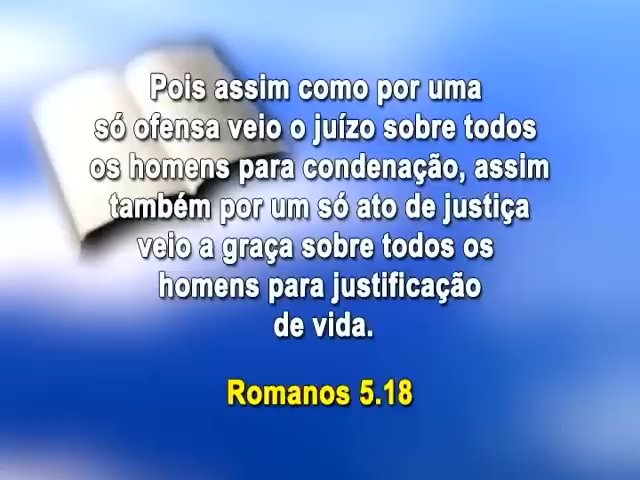 Pois assim como por uma
só ofensa veio o juízo sobre todos
os homens para condenação, assim
também por um só ato de justiça
veio a graça sobre todos os
homens para justificação
de vida.
Romanos 5.18